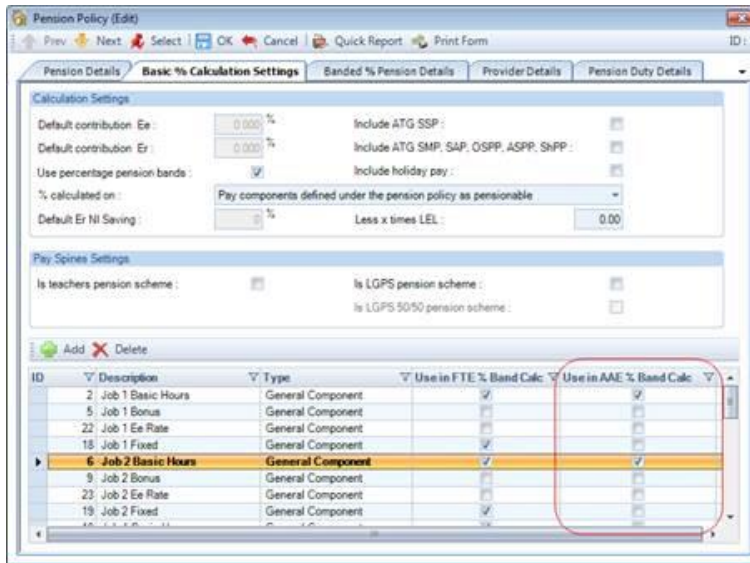 Pension Policy (Edit)
Prev Next Select OK Cancel Quick Report Print Form ID :
Pension Details Basic % Calculation Settings Banded % Pension Details Provider Details Pension Duty Details
Calculation Settings
Default contribution Ee : 0.000 % Include ATG SSP :
Default contribution Er : 0.000 % Include ATG SMP, SAP, OSPP, ASPP, ShPP :
Use percentage pension bands : Include holiday pay :
% calculated on : Pay components defined under the pension policy as pensionable
Default Er NI Saving : 0 % Less x times LEL : 0.00
Pay Spines Settings
Is teachers pension scheme : Is LGPS pension scheme :
Is LGPS 50/50 pension scheme :
Add Delete
ID Description Type Use in FTE % Band Calc Use in AAE % Band Calc
2 Job 1 Basic Hours General Component
5 Job 1 Bonus General Component
22 Job 1 Ee Rate General Component
18 Job 1 Fixed General Component
6 Job 2 Basic Hours General Component
9 Job 2 Bonus General Component
23 Job 2 Ee Rate General Component
19 Job 2 Fixed General Component